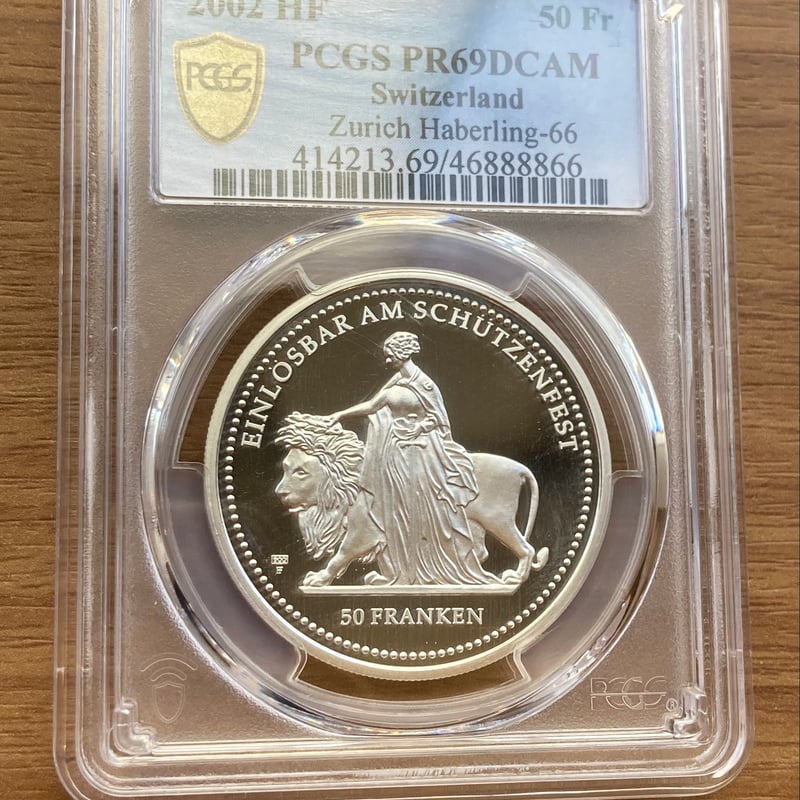 2002 HF 50 Fr
PCGS PCGS PR69DCAM
Switzerland
Zurich Haberling-66
414213.69/46888866
EINLÖSBAR AM SCHÜTZENFEST
50 FRANKEN
PCGS®